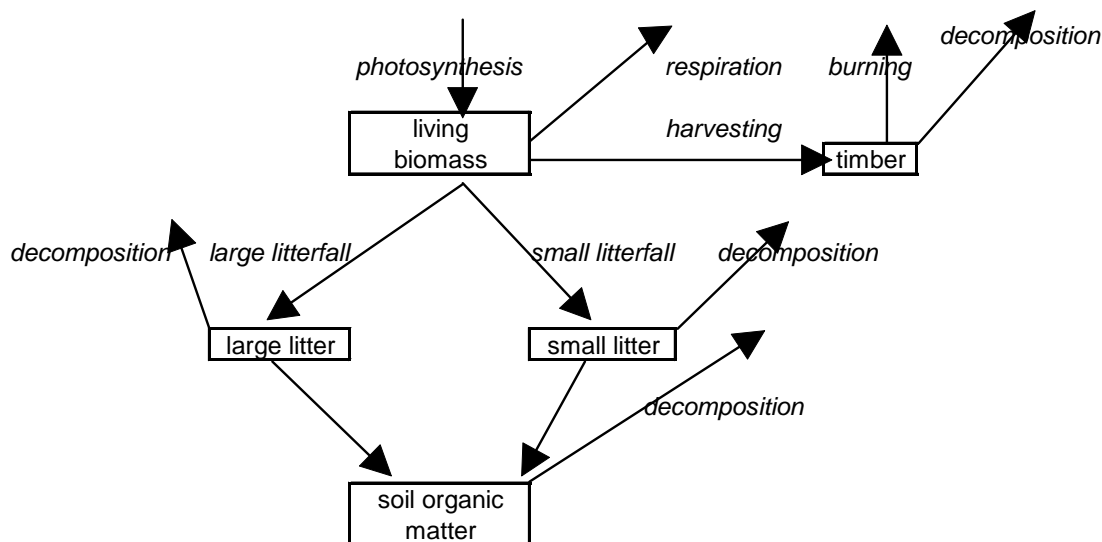 decomposition
photosynthesis
respiration
burning
living
biomass
harvesting
timber
decomposition
large litterfall
small litterfall
decomposition
large litter
small litter
decomposition
soil organic
matter